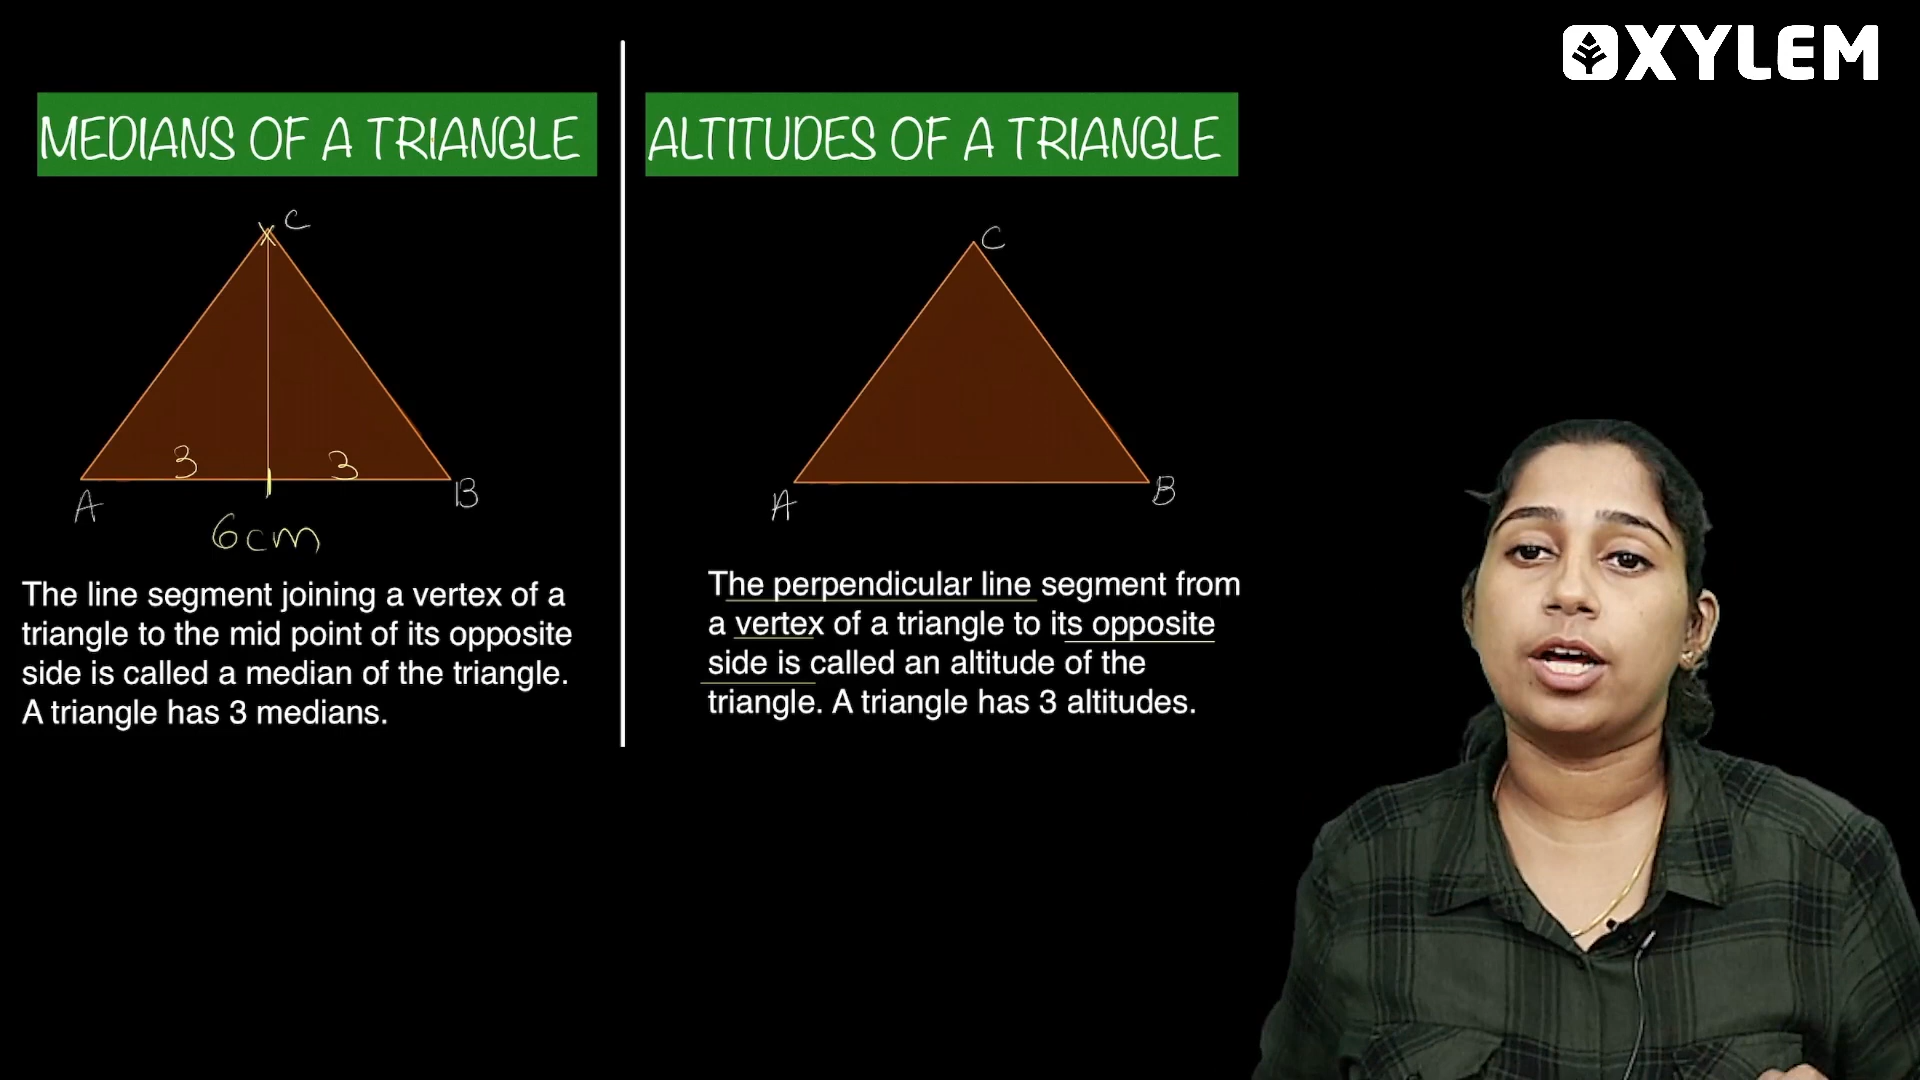 OXYLEM
MEDIANS OF A TRIANGLE
C
3
3
A
B
6cm
The line segment joining a vertex of a
triangle to the mid point of its opposite
side is called a median of the triangle.
A triangle has 3 medians.
ALTITUDES OF A TRIANGLE
C
A
B
The perpendicular line segment from
a vertex of a triangle to its opposite
side is called an altitude of the
triangle. A triangle has 3 altitudes.